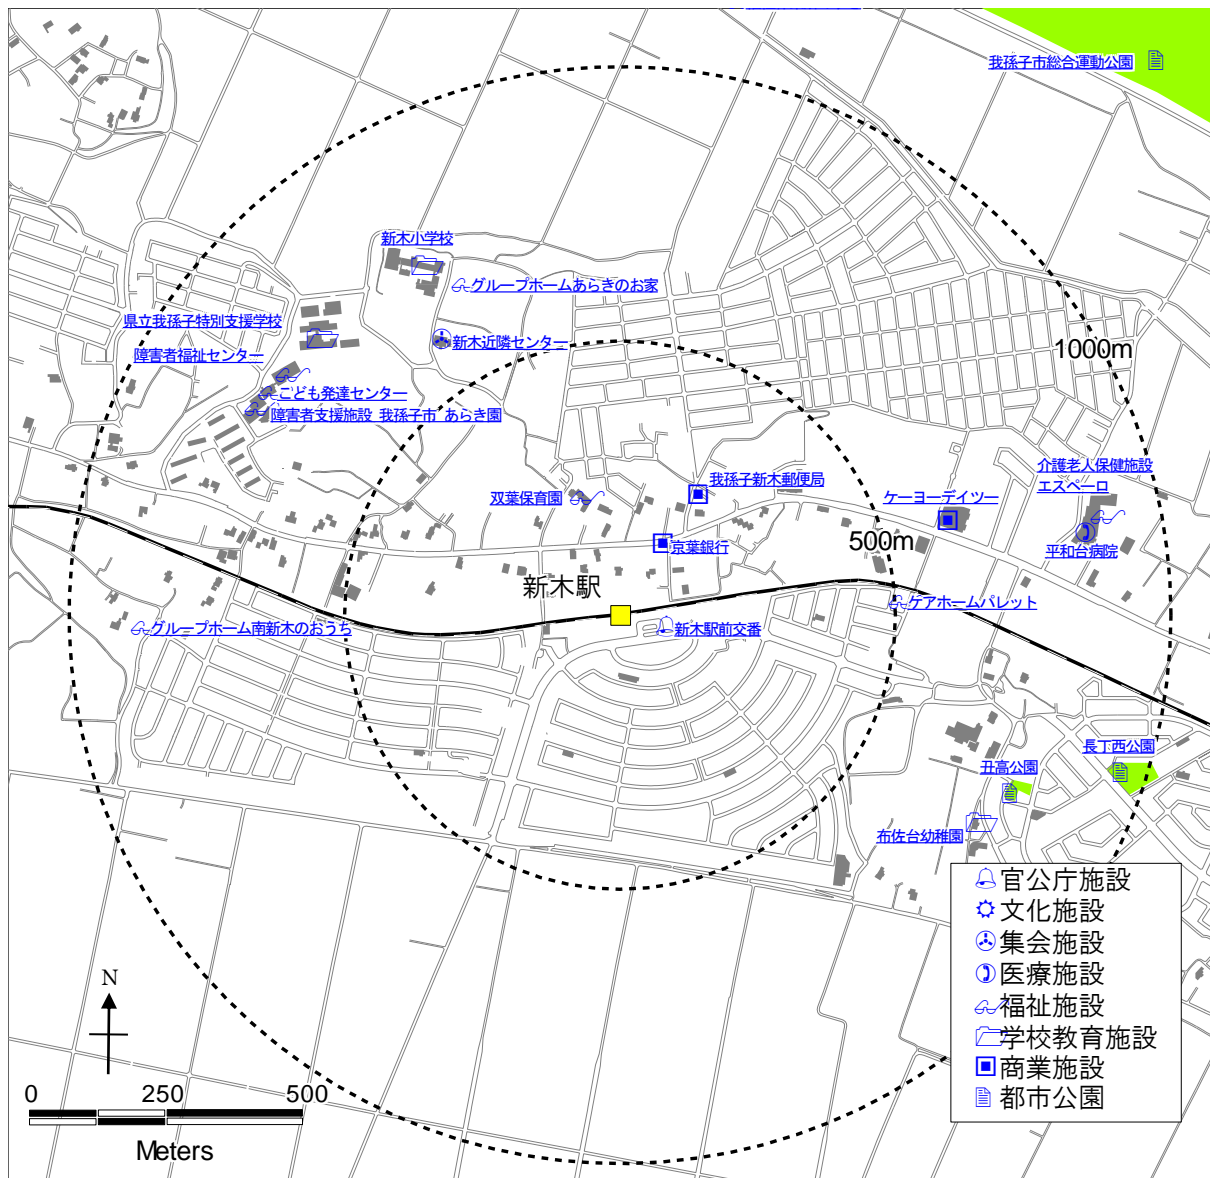 我孫子市総合運動公園
新木小学校
グループホームあらきのお家
県立我孫子特別支援学校
新木近隣センター
障害者福祉センター
1000m
こども発達センター
障害者支援施設 我孫子市 あらき園
介護老人保健施設
エスペーロ
我孫子新木郵便局
双葉保育園
ケーヨーデイツー
500m
京葉銀行
平和台病院
新木駅
ケアホームパレット
グループホーム南新木のおうち
新木駅前交番
長丁西公園
丑高公園
布佐台幼稚園
官公庁施設
文化施設
集会施設
医療施設
福祉施設
学校教育施設
商業施設
都市公園
N
0 250 500
Meters